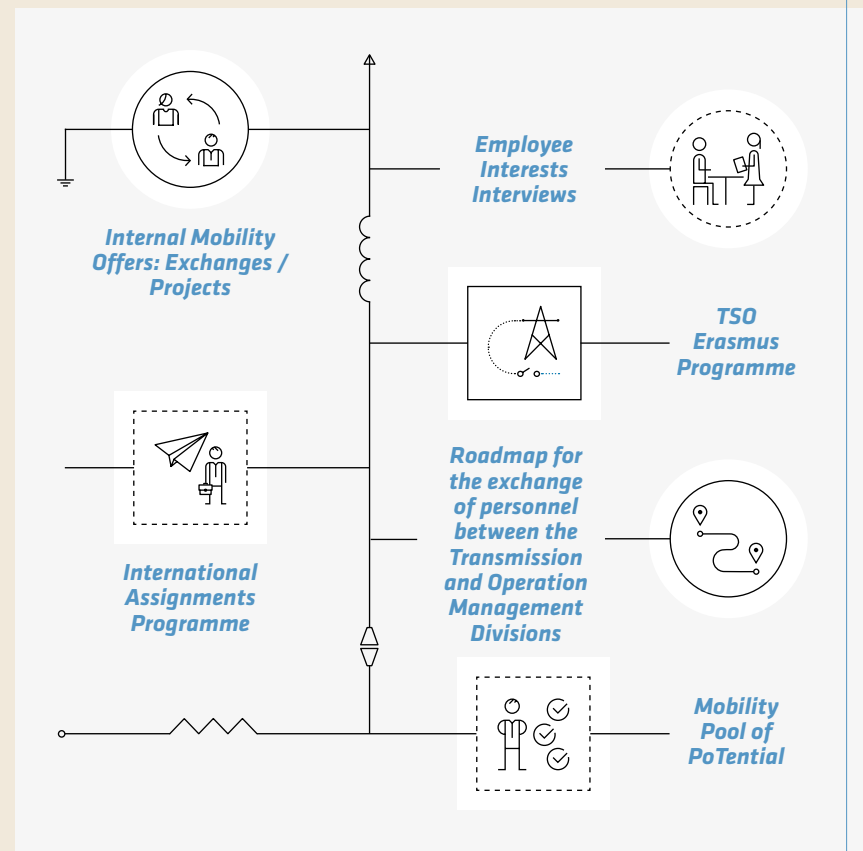 Internal Mobility
Offers: Exchanges /
Projects
Employee
Interests
Interviews
TSO
Erasmus
Programme
International
Assignments
Programme
Roadmap for
the exchange
of personnel
between the
Transmission
and Operation
Management
Divisions
Mobility
Pool of
PoTential